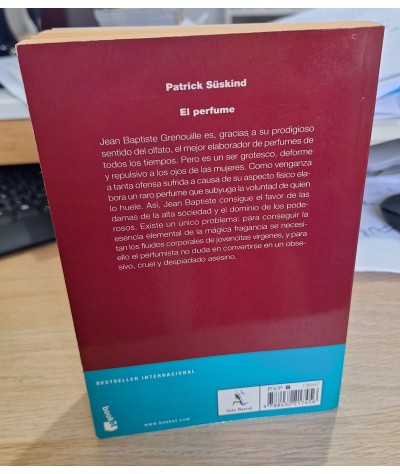 Patrick Süskind
El perfume
Jean Baptiste Grenouille es, gracias a su prodigioso
sentido del olfato, el mejor elaborador de perfumes de
todos los tiempos. Pero es un ser grotesco, deforme
y repulsivo a los ojos de las mujeres. Como venganza
a tanta ofensa sufrida a causa de su aspecto físico elab-
bora un raro perfume que subyuga la voluntad de quien
lo huele. Así, Jean Baptiste consigue el favor de las
damas de la alta sociedad y el dominio de los pode-
rosos. Existe un único problema: para conseguir la
esencia elemental de la mágica fragancia se necesi-
tan los fluidos corporales de jovencitas vírgenes, y para
ello el perfumista no duda en convertirse en un obse-
sivo, cruel y despiadado asesino.
BESTSELLER INTERNACIONAL
booket
www.booket.com
Seix Barral
P.V.P.